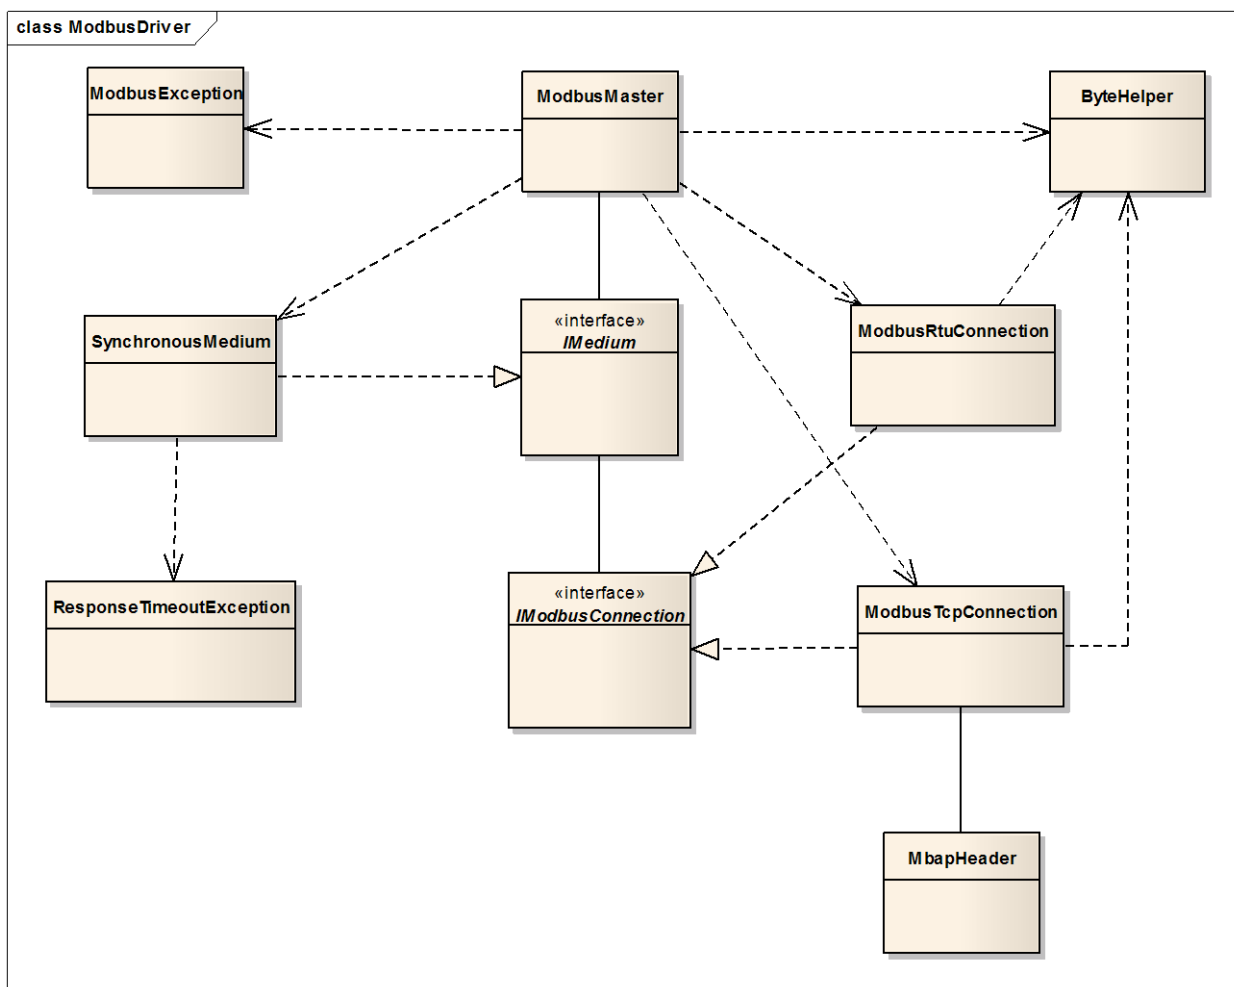 class ModbusDriver
ModbusException
ModbusMaster
ByteHelper
SynchronousMedium
«interface»
IMedium
ModbusRtuConnection
ResponseTimeoutException
«interface»
IModbusConnection
ModbusTcpConnection
MbapHeader